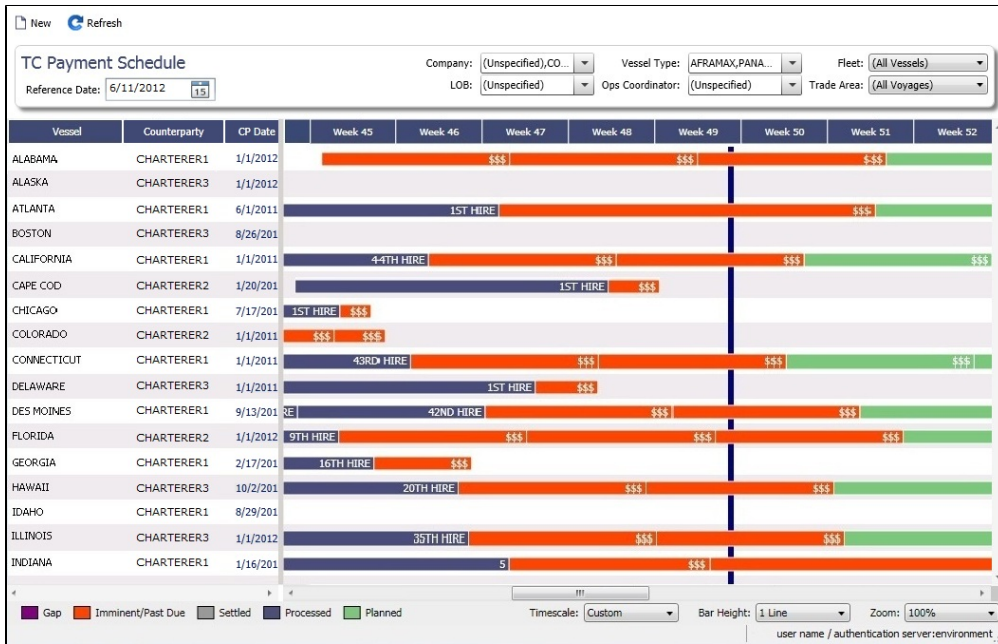 New Refresh
TC Payment Schedule
Reference Date: 6/11/2012 15
Company: (Unspecified),CO... Vessel Type: AFRAMAX,PANA... Fleet: (All Vessels)
LOB: (Unspecified) Ops Coordinator: (Unspecified) Trade Area: (All Voyages)
Vessel Counterparty CP Date Week 45 Week 46 Week 47 Week 48 Week 49 Week 50 Week 51 Week 52
ALABAMA CHARTERER1 1/1/2012 $$$ $$$ $$$
ALASKA CHARTERER3 1/1/2012
ATLANTA CHARTERER1 6/1/2011 1ST HIRE $$$
BOSTON CHARTERER3 8/26/201
CALIFORNIA CHARTERER1 1/1/2011 44TH HIRE $$$ $$$ $$$
CAPE COD CHARTERER2 1/20/201 1ST HIRE $$$
CHICAGO CHARTERER1 7/17/201 1ST HIRE $$$
COLORADO CHARTERER2 1/1/2011 $$$ $$$
CONNECTICUT CHARTERER1 1/1/2011 43RD HIRE $$$ $$$ $$$
DELAWARE CHARTERER3 1/1/2011 1ST HIRE $$$
DES MOINES CHARTERER1 9/13/201 RE 42ND HIRE $$$ $$$
FLORIDA CHARTERER2 1/1/2012 9TH HIRE $$$ $$$ $$$
GEORGIA CHARTERER1 2/17/201 16TH HIRE $$$
HAWAII CHARTERER3 10/2/201 20TH HIRE $$$ $$$
IDAHO CHARTERER1 8/29/201
ILLINOIS CHARTERER3 1/1/2012 35TH HIRE $$$ $$$
INDIANA CHARTERER1 1/16/201 5 $$$
Gap Imminent/Past Due Settled Processed Planned Timescale: Custom Bar Height: 1 Line Zoom: 100%
user name / authentication server:environment